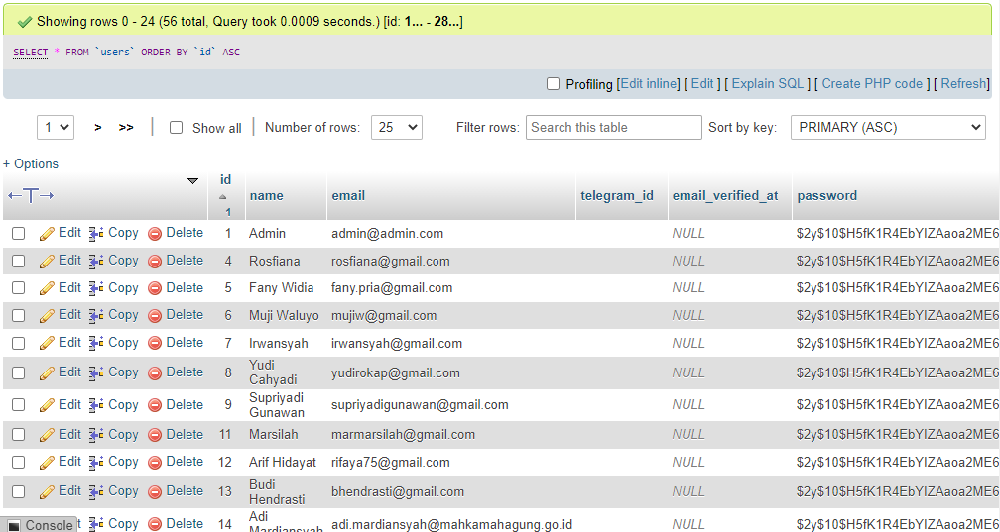 Showing rows 0 - 24 (56 total, Query took 0.0009 seconds.) [id: 1... - 28...]
SELECT * FROM `users` ORDER BY `id` ASC
Profiling [Edit inline] [ Edit ] [ Explain SQL ] [ Create PHP code ] [ Refresh]
1 > >> | Show all | Number of rows: 25 Filter rows: Search this table Sort by key: PRIMARY (ASC)
+ Options
←T→ id 1 name email telegram_id email_verified_at password
Edit Copy Delete 1 Admin admin@admin.com NULL $2y$10$H5fK1R4EbYIZAaoa2ME6
Edit Copy Delete 4 Rosfiana rosfiana@gmail.com NULL $2y$10$H5fK1R4EbYIZAaoa2ME6
Edit Copy Delete 5 Fany Widia fany.pria@gmail.com NULL $2y$10$H5fK1R4EbYIZAaoa2ME6
Edit Copy Delete 6 Muji Waluyo mujiw@gmail.com NULL $2y$10$H5fK1R4EbYIZAaoa2ME6
Edit Copy Delete 7 Irwansyah irwansyah@gmail.com NULL $2y$10$H5fK1R4EbYIZAaoa2ME6
Edit Copy Delete 8 Yudi Cahyadi yudirokap@gmail.com NULL $2y$10$H5fK1R4EbYIZAaoa2ME6
Edit Copy Delete 9 Supriyadi Gunawan supriyadigunawan@gmail.com NULL $2y$10$H5fK1R4EbYIZAaoa2ME6
Edit Copy Delete 11 Marsilah marmarsilah@gmail.com NULL $2y$10$H5fK1R4EbYIZAaoa2ME6
Edit Copy Delete 12 Arif Hidayat rifaya75@gmail.com NULL $2y$10$H5fK1R4EbYIZAaoa2ME6
Edit Copy Delete 13 Budi Hendrasti bhendrasti@gmail.com NULL $2y$10$H5fK1R4EbYIZAaoa2ME6
Console t Copy Delete 14 Adi Mardiansyah adi.mardiansyah@mahkamahagung.go.id NULL $2y$10$H5fK1R4EbYIZAaoa2ME6